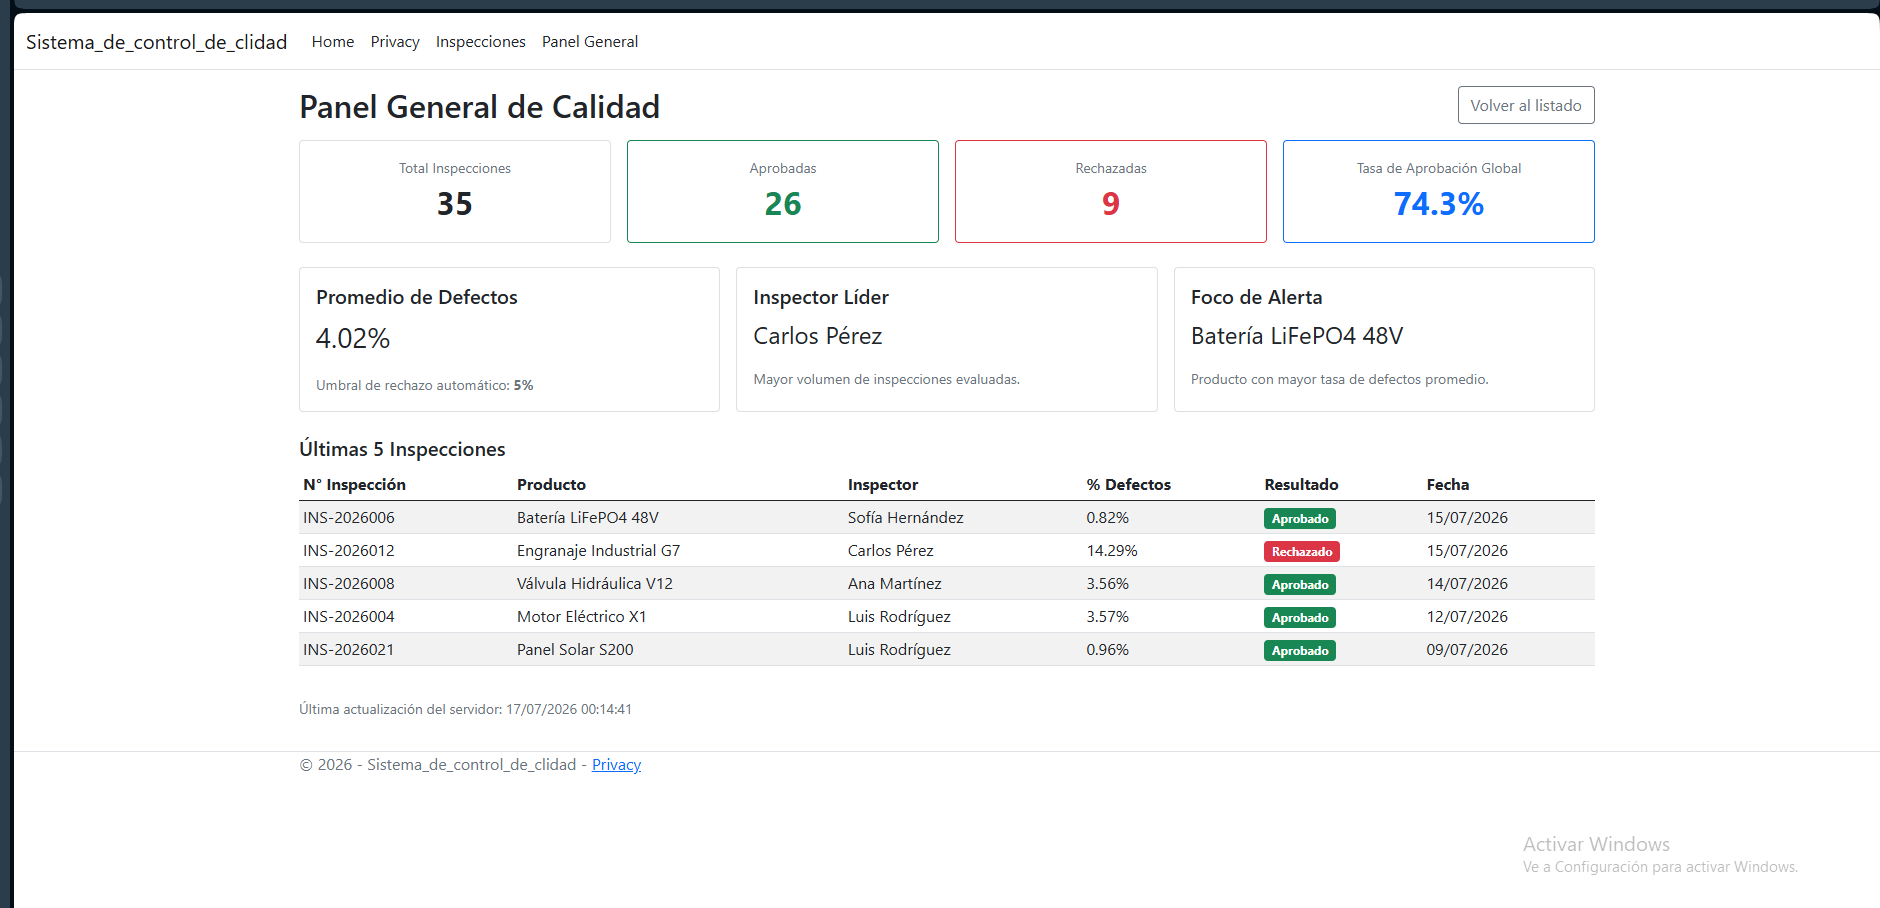 Sistema_de_control_de_clidad Home Privacy Inspecciones Panel General
Panel General de Calidad
Volver al listado
Total Inspecciones
35
Aprobadas
26
Rechazadas
9
Tasa de Aprobación Global
74.3%
Promedio de Defectos
4.02%
Umbral de rechazo automático: 5%
Inspector Líder
Carlos Pérez
Mayor volumen de inspecciones evaluadas.
Foco de Alerta
Batería LiFePO4 48V
Producto con mayor tasa de defectos promedio.
Últimas 5 Inspecciones
N° Inspección Producto Inspector % Defectos Resultado Fecha
INS-2026006 Batería LiFePO4 48V Sofía Hernández 0.82% Aprobado 15/07/2026
INS-2026012 Engranaje Industrial G7 Carlos Pérez 14.29% Rechazado 15/07/2026
INS-2026008 Válvula Hidráulica V12 Ana Martínez 3.56% Aprobado 14/07/2026
INS-2026004 Motor Eléctrico X1 Luis Rodríguez 3.57% Aprobado 12/07/2026
INS-2026021 Panel Solar S200 Luis Rodríguez 0.96% Aprobado 09/07/2026
Última actualización del servidor: 17/07/2026 00:14:41
© 2026 - Sistema_de_control_de_clidad - Privacy
Activar Windows
Ve a Configuración para activar Windows.